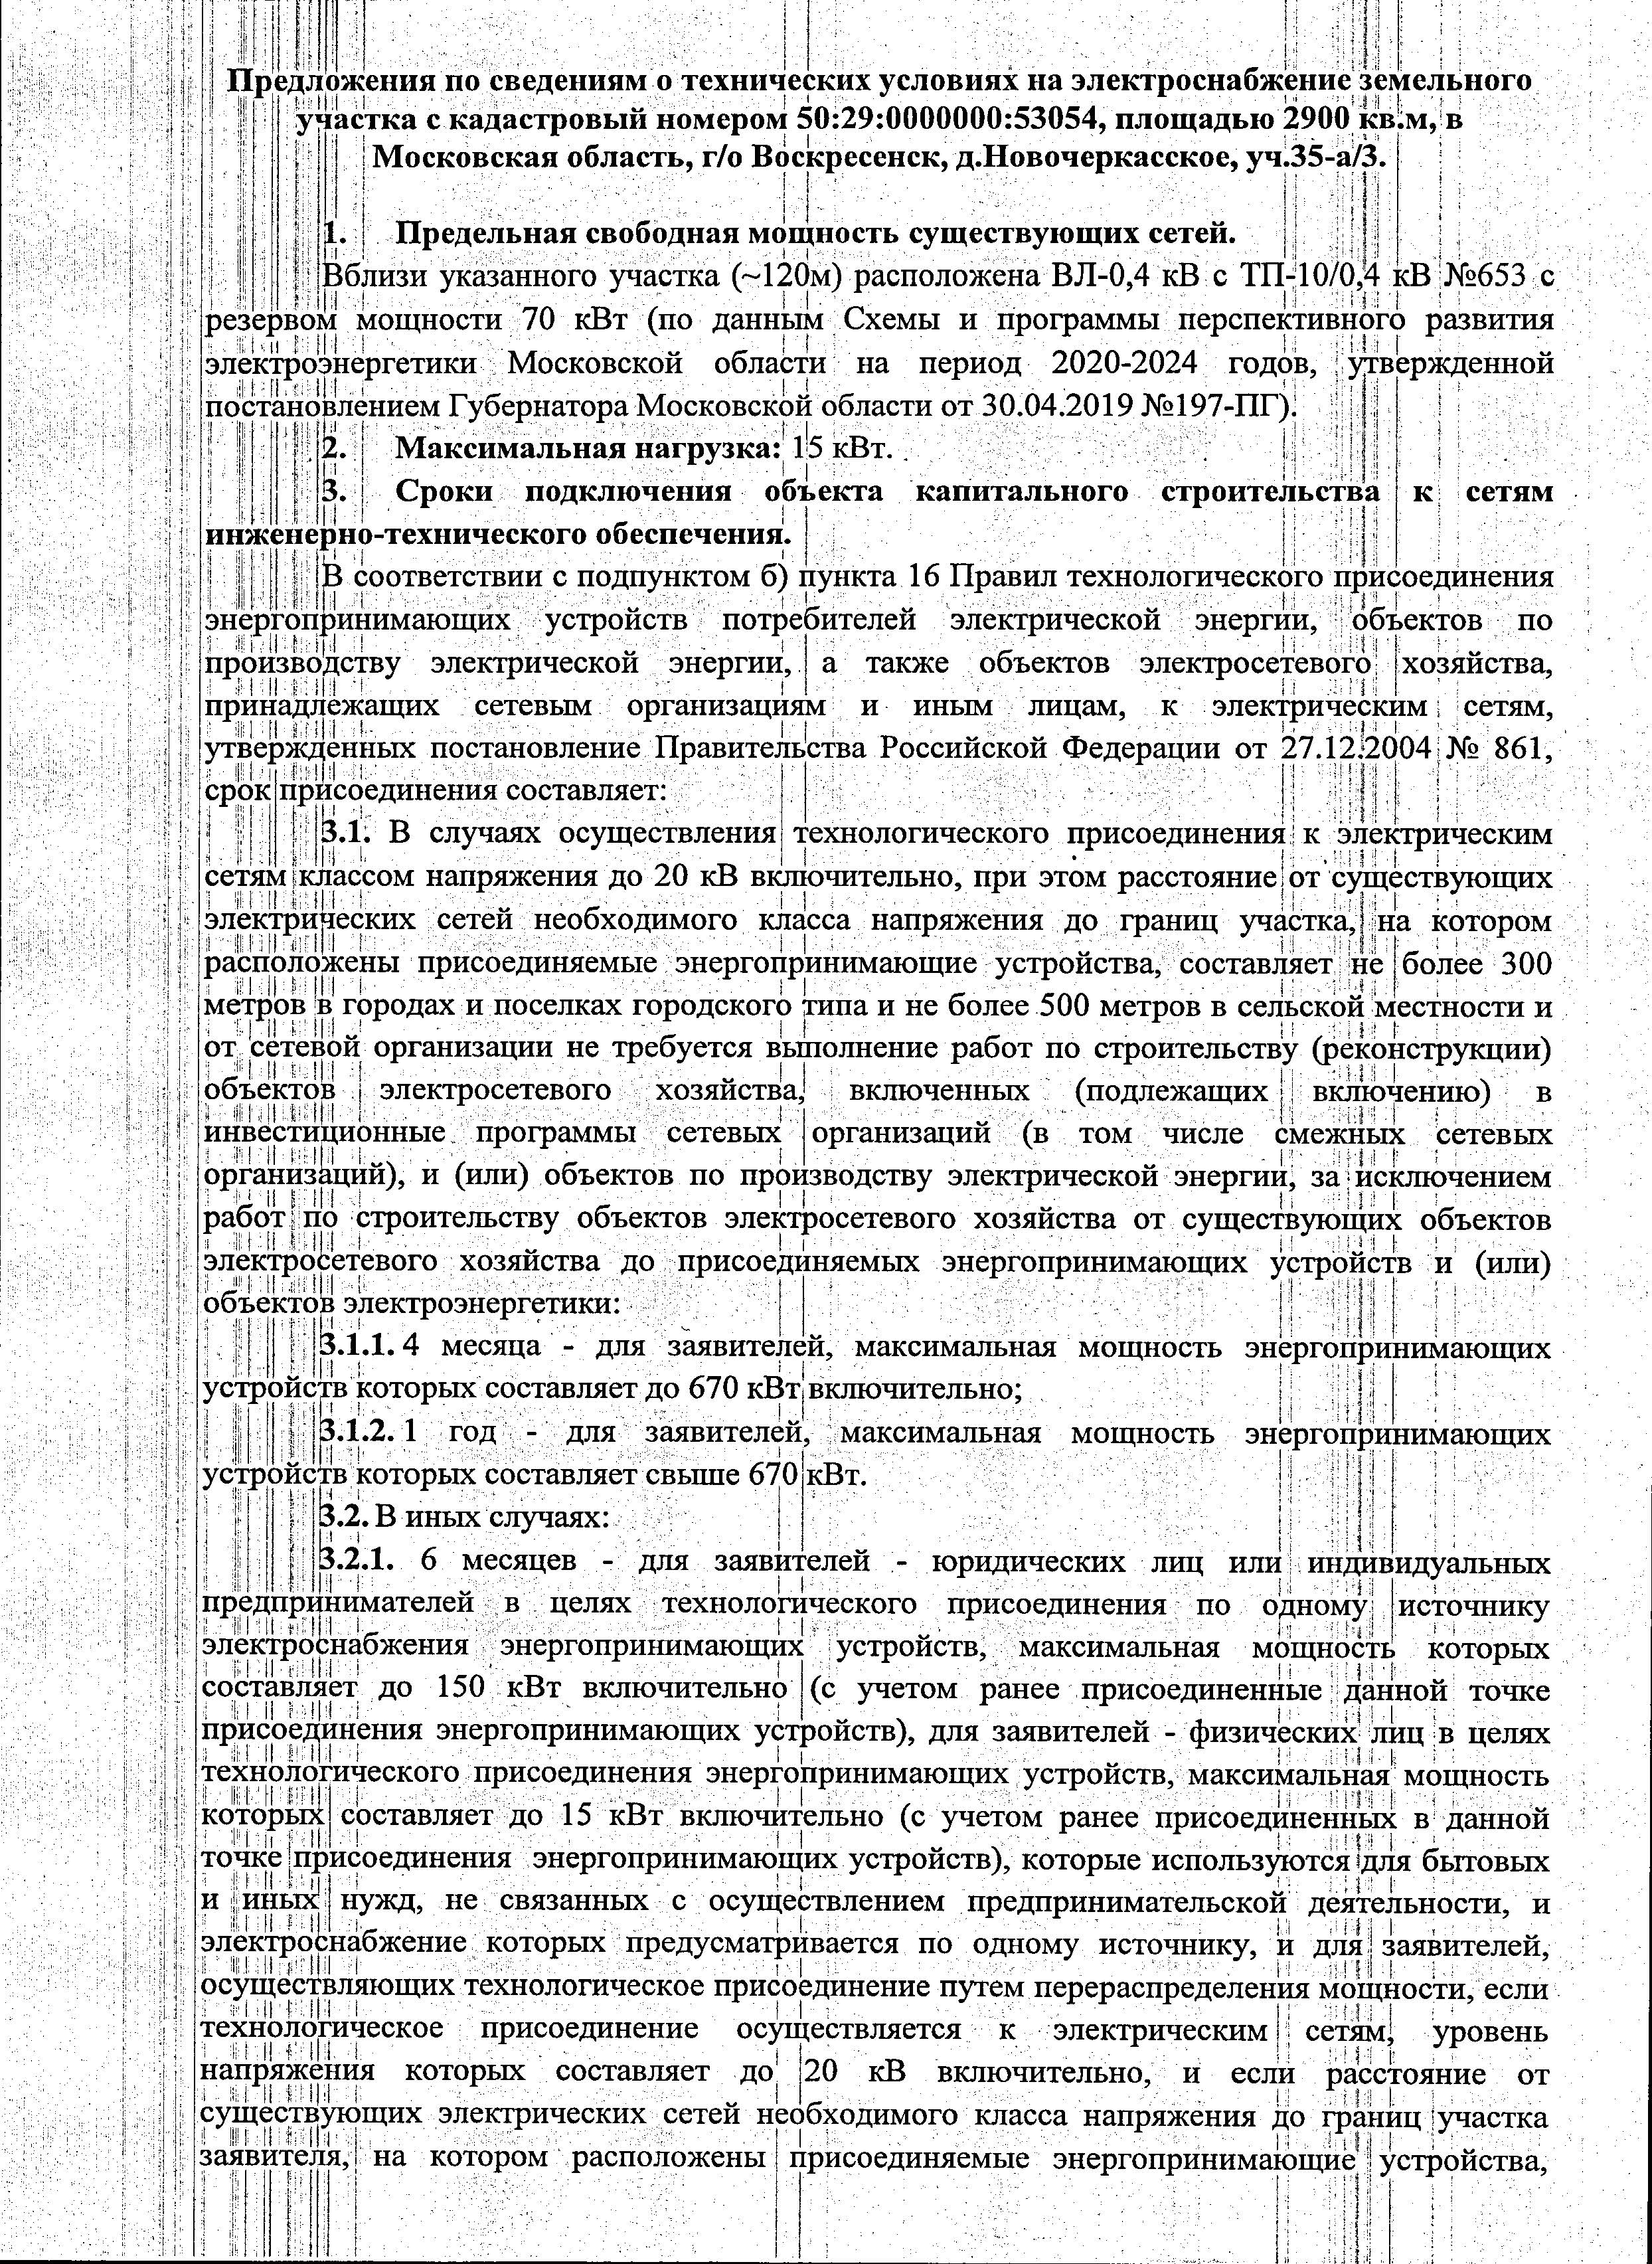 Предложения по сведениям о технических условиях на электроснабжение земельного
участка с кадастровый номером 50:29:0000000:53054, площадью 2900 кв.м, в
Московская область, г/о Воскресенск, д.Новочеркасское, уч.35-а/3.
1. Предельная свободная мощность существующих сетей.
Вблизи указанного участка (~120м) расположена ВЛ-0,4 кВ с ТП-10/0,4 кВ №653 с
резервом мощности 70 кВт (по данным Схемы и программы перспективного развития
электроэнергетики Московской области на период 2020-2024 годов, утвержденной
постановлением Губернатора Московской области от 30.04.2019 №197-ПГ).
2. Максимальная нагрузка: 15 кВт.
3. Сроки подключения объекта капитального строительства к сетям
инженерно-технического обеспечения.
В соответствии с подпунктом б) пункта 16 Правил технологического присоединения
энергопринимающих устройств потребителей электрической энергии, объектов по
производству электрической энергии, а также объектов электросетевого хозяйства,
принадлежащих сетевым организациям и иным лицам, к электрическим сетям,
утвержденных постановление Правительства Российской Федерации от 27.12.2004 № 861,
срок присоединения составляет:
3.1. В случаях осуществления технологического присоединения к электрическим
сетям классом напряжения до 20 кВ включительно, при этом расстояние от существующих
электрических сетей необходимого класса напряжения до границ участка, на котором
расположены присоединяемые энергопринимающие устройства, составляет не более 300
метров в городах и поселках городского типа и не более 500 метров в сельской местности и
от сетевой организации не требуется выполнение работ по строительству (реконструкции)
объектов электросетевого хозяйства, включенных (подлежащих включению) в
инвестиционные программы сетевых организаций (в том числе смежных сетевых
организаций), и (или) объектов по производству электрической энергии, за исключением
работ по строительству объектов электросетевого хозяйства от существующих объектов
электросетевого хозяйства до присоединяемых энергопринимающих устройств и (или)
объектов электроэнергетики:
3.1.1. 4 месяца - для заявителей, максимальная мощность энергопринимающих
устройств которых составляет до 670 кВт включительно;
3.1.2. 1 год - для заявителей, максимальная мощность энергопринимающих
устройств которых составляет свыше 670 кВт.
3.2. В иных случаях:
3.2.1. 6 месяцев - для заявителей - юридических лиц или индивидуальных
предпринимателей в целях технологического присоединения по одному источнику
электроснабжения энергопринимающих устройств, максимальная мощность которых
составляет до 150 кВт включительно (с учетом ранее присоединенные данной точке
присоединения энергопринимающих устройств), для заявителей - физических лиц в целях
технологического присоединения энергопринимающих устройств, максимальная мощность
которых составляет до 15 кВт включительно (с учетом ранее присоединенных в данной
точке присоединения энергопринимающих устройств), которые используются для бытовых
и иных нужд, не связанных с осуществлением предпринимательской деятельности, и
электроснабжение которых предусматривается по одному источнику, и для заявителей,
осуществляющих технологическое присоединение путем перераспределения мощности, если
технологическое присоединение осуществляется к электрическим сетям, уровень
напряжения которых составляет до 20 кВ включительно, и если расстояние от
существующих электрических сетей необходимого класса напряжения до границ участка
заявителя, на котором расположены присоединяемые энергопринимающие устройства,